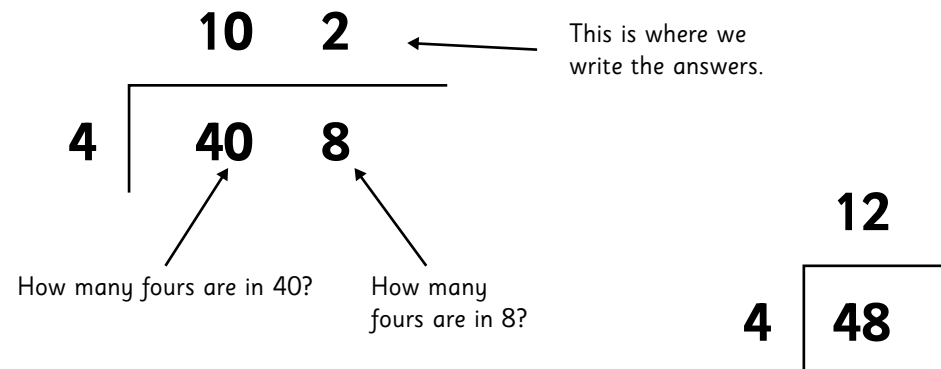 10 2
This is where we
write the answers.
4 40 8
How many fours are in 40?
How many
fours are in 8?
12
4 48